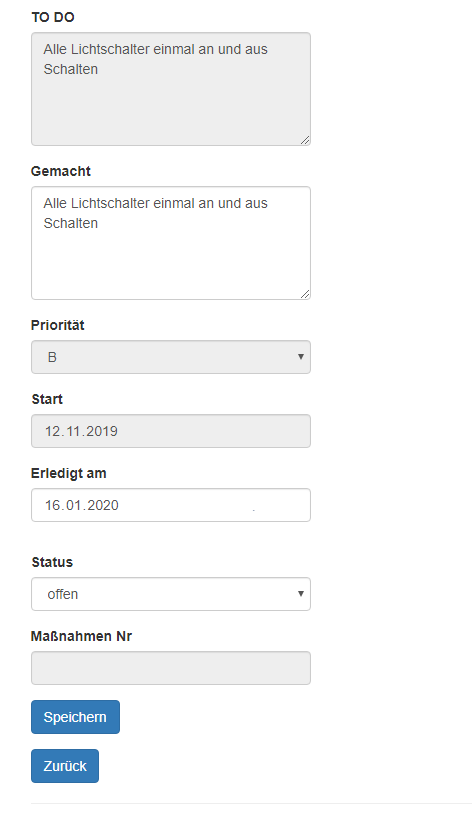 TO DO
Alle Lichtschalter einmal an und aus
Schalten
Gemacht
Alle Lichtschalter einmal an und aus
Schalten
Priorität
B
Start
12.11.2019
Erledigt am
16.01.2020
Status
offen
Maßnahmen Nr
Speichern
Zurück